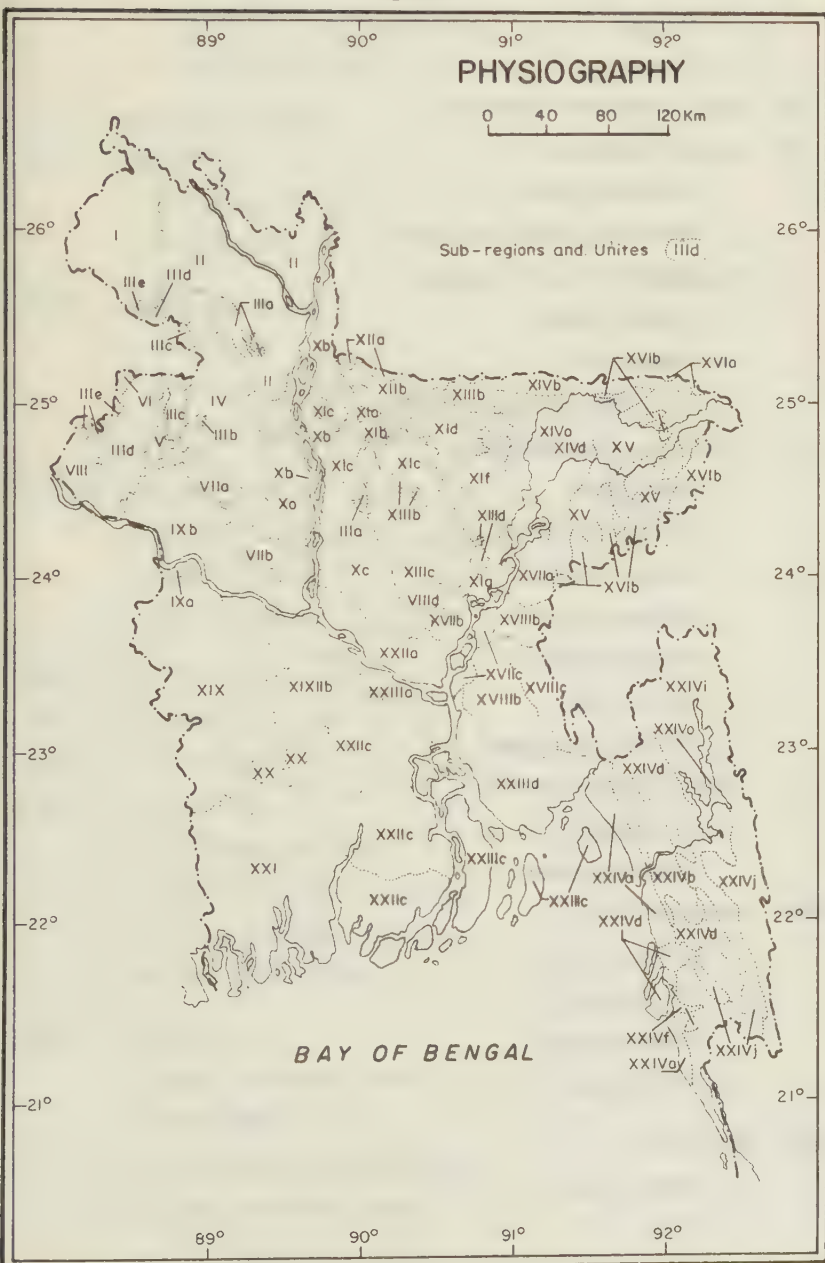 89° 90° 91° 92°
PHYSIOGRAPHY
0 40 80 120 Km
26° 26°
Sub-regions and Unites IIId
I
II II
IIIe IIId
IIIa
IIIc
Xb XIIa
XVIb XVIa
II XIIb XIIIb XIVb
25° 25°
IIIe VI IIIc IV
XIc XIa
IIIb XIb XId XIVa
V Xb XIVd XV
IIId
VIII XIc XIc XVIb
VIIa Xb XIf XV
Xa XIIIb XIIId XV
IXb IIIa
VIIb
24° Xc XIIIc XVIIa 24°
IXa XIa XVIb
VIIId
XVIIb XVIIIb
XXIIa
XVIIc
XIX XIXIIb XXIIIa XVIIIb XVIIIc XXIVi
23° 23°
XXIIc XXIVa
XX XX XXIVd
XXIIId
XXIIc
XXI XXIIIc XXIVa XXIVb XXIVj
XXIIc XXIIIc
22° XXIVd XXIVd 22°
XXIVf XXIVj
BAY OF BENGAL
XXIVa
21° 21°
89° 90° 91° 92°